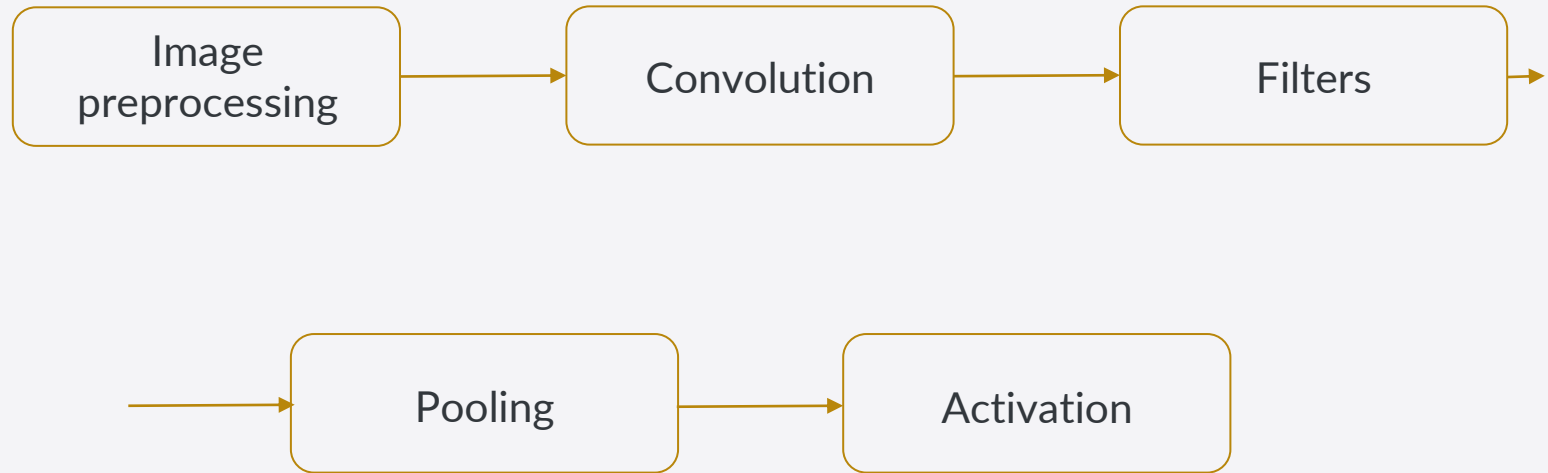 Image
preprocessing
Convolution
Filters
Pooling
Activation